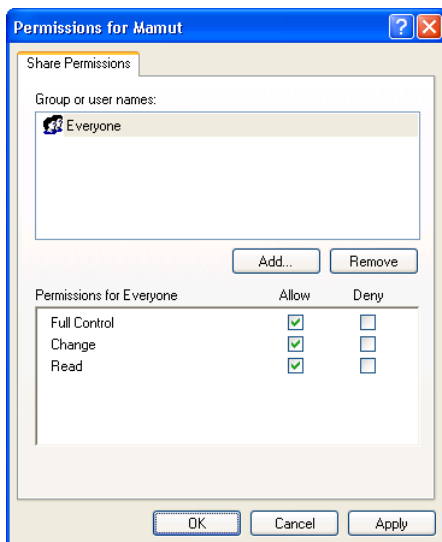 Permissions for Mamut
Share Permissions
Group or user names:
Everyone
Add... Remove
Permissions for Everyone Allow Deny
Full Control
Change
Read
OK Cancel Apply